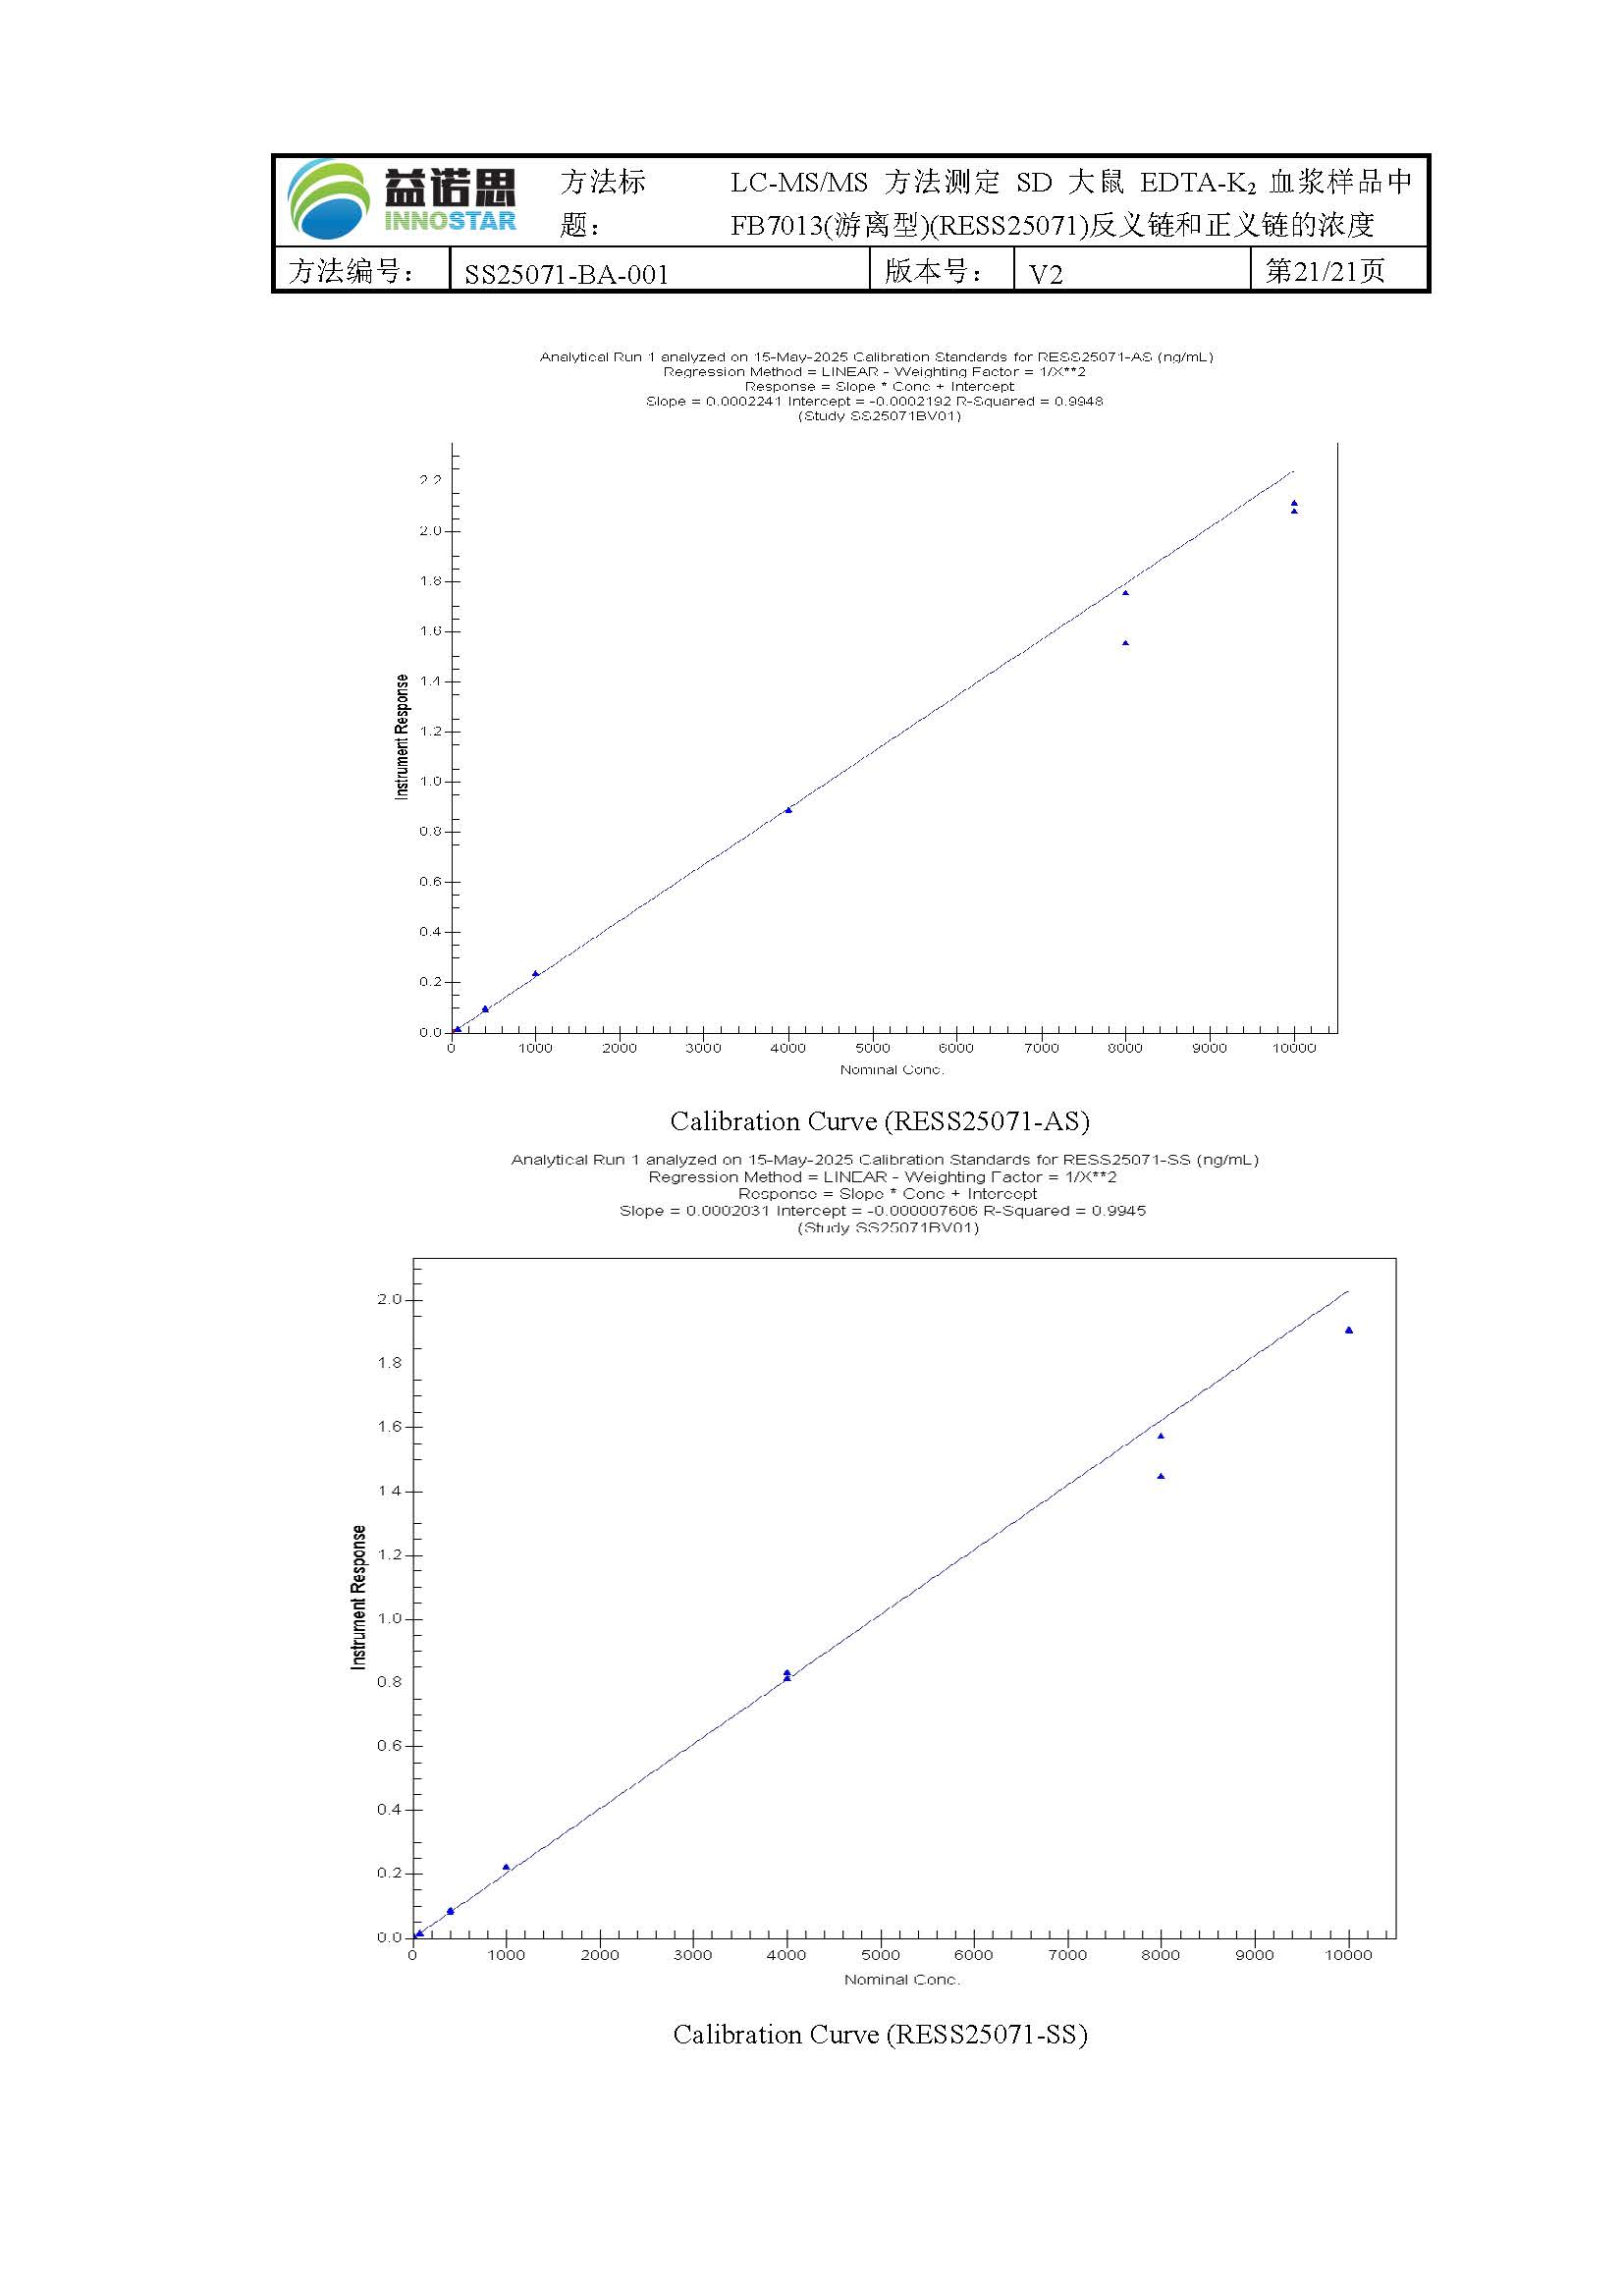 益诺思
INNOSTAR
方法标题：
LC-MS/MS 方法测定 SD 大鼠 EDTA-K₂ 血浆样品中
FB7013(游离型)(RESS25071)反义链和正义链的浓度
方法编号： SS25071-BA-001 版本号： V2 第21/21页
Analytical Run 1 analyzed on 15-May-2025 Calibration Standards for RESS25071-AS (ng/mL)
Regression Method = LINEAR - Weighting Factor = 1/X**2
Response = Slope * Conc + Intercept
Slope = 0.0002241 Intercept = -0.0002192 R-Squared = 0.9948
(Study SS25071BV01)
2.2
2.0
1.8
1.6
1.4
1.2
1.0
0.8
0.6
0.4
0.2
0.0
Instrument Response
0 1000 2000 3000 4000 5000 6000 7000 8000 9000 10000
Nominal Conc.
Calibration Curve (RESS25071-AS)
Analytical Run 1 analyzed on 15-May-2025 Calibration Standards for RESS25071-SS (ng/mL)
Regression Method = LINEAR - Weighting Factor = 1/X**2
Response = Slope * Conc + Intercept
Slope = 0.0002031 Intercept = -0.000007606 R-Squared = 0.9945
(Study SS25071BV01)
2.0
1.8
1.6
1.4
1.2
1.0
0.8
0.6
0.4
0.2
0.0
Instrument Response
0 1000 2000 3000 4000 5000 6000 7000 8000 9000 10000
Nominal Conc.
Calibration Curve (RESS25071-SS)